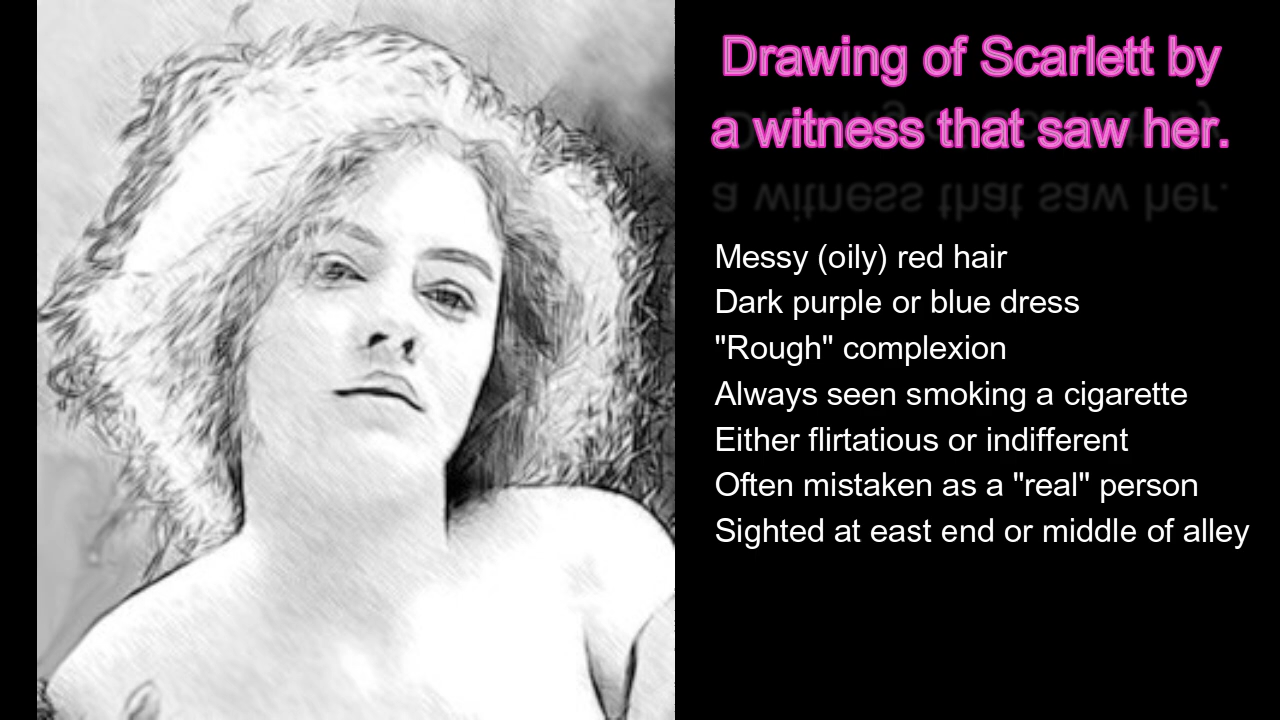 Drawing of Scarlett by
a witness that saw her.
Messy (oily) red hair
Dark purple or blue dress
"Rough" complexion
Always seen smoking a cigarette
Either flirtatious or indifferent
Often mistaken as a "real" person
Sighted at east end or middle of alley